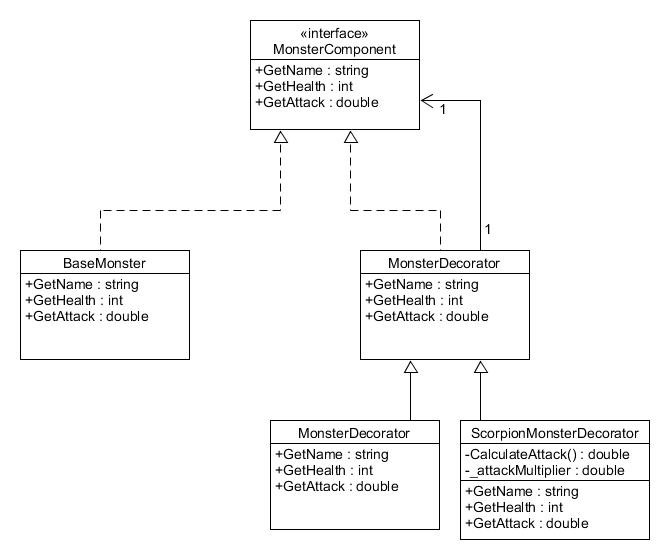 «interface»
MonsterComponent
+GetName : string
+GetHealth : int
+GetAttack : double
1
1
BaseMonster
+GetName : string
+GetHealth : int
+GetAttack : double
MonsterDecorator
+GetName : string
+GetHealth : int
+GetAttack : double
MonsterDecorator
+GetName : string
+GetHealth : int
+GetAttack : double
ScorpionMonsterDecorator
-CalculateAttack() : double
-_attackMultiplier : double
+GetName : string
+GetHealth : int
+GetAttack : double